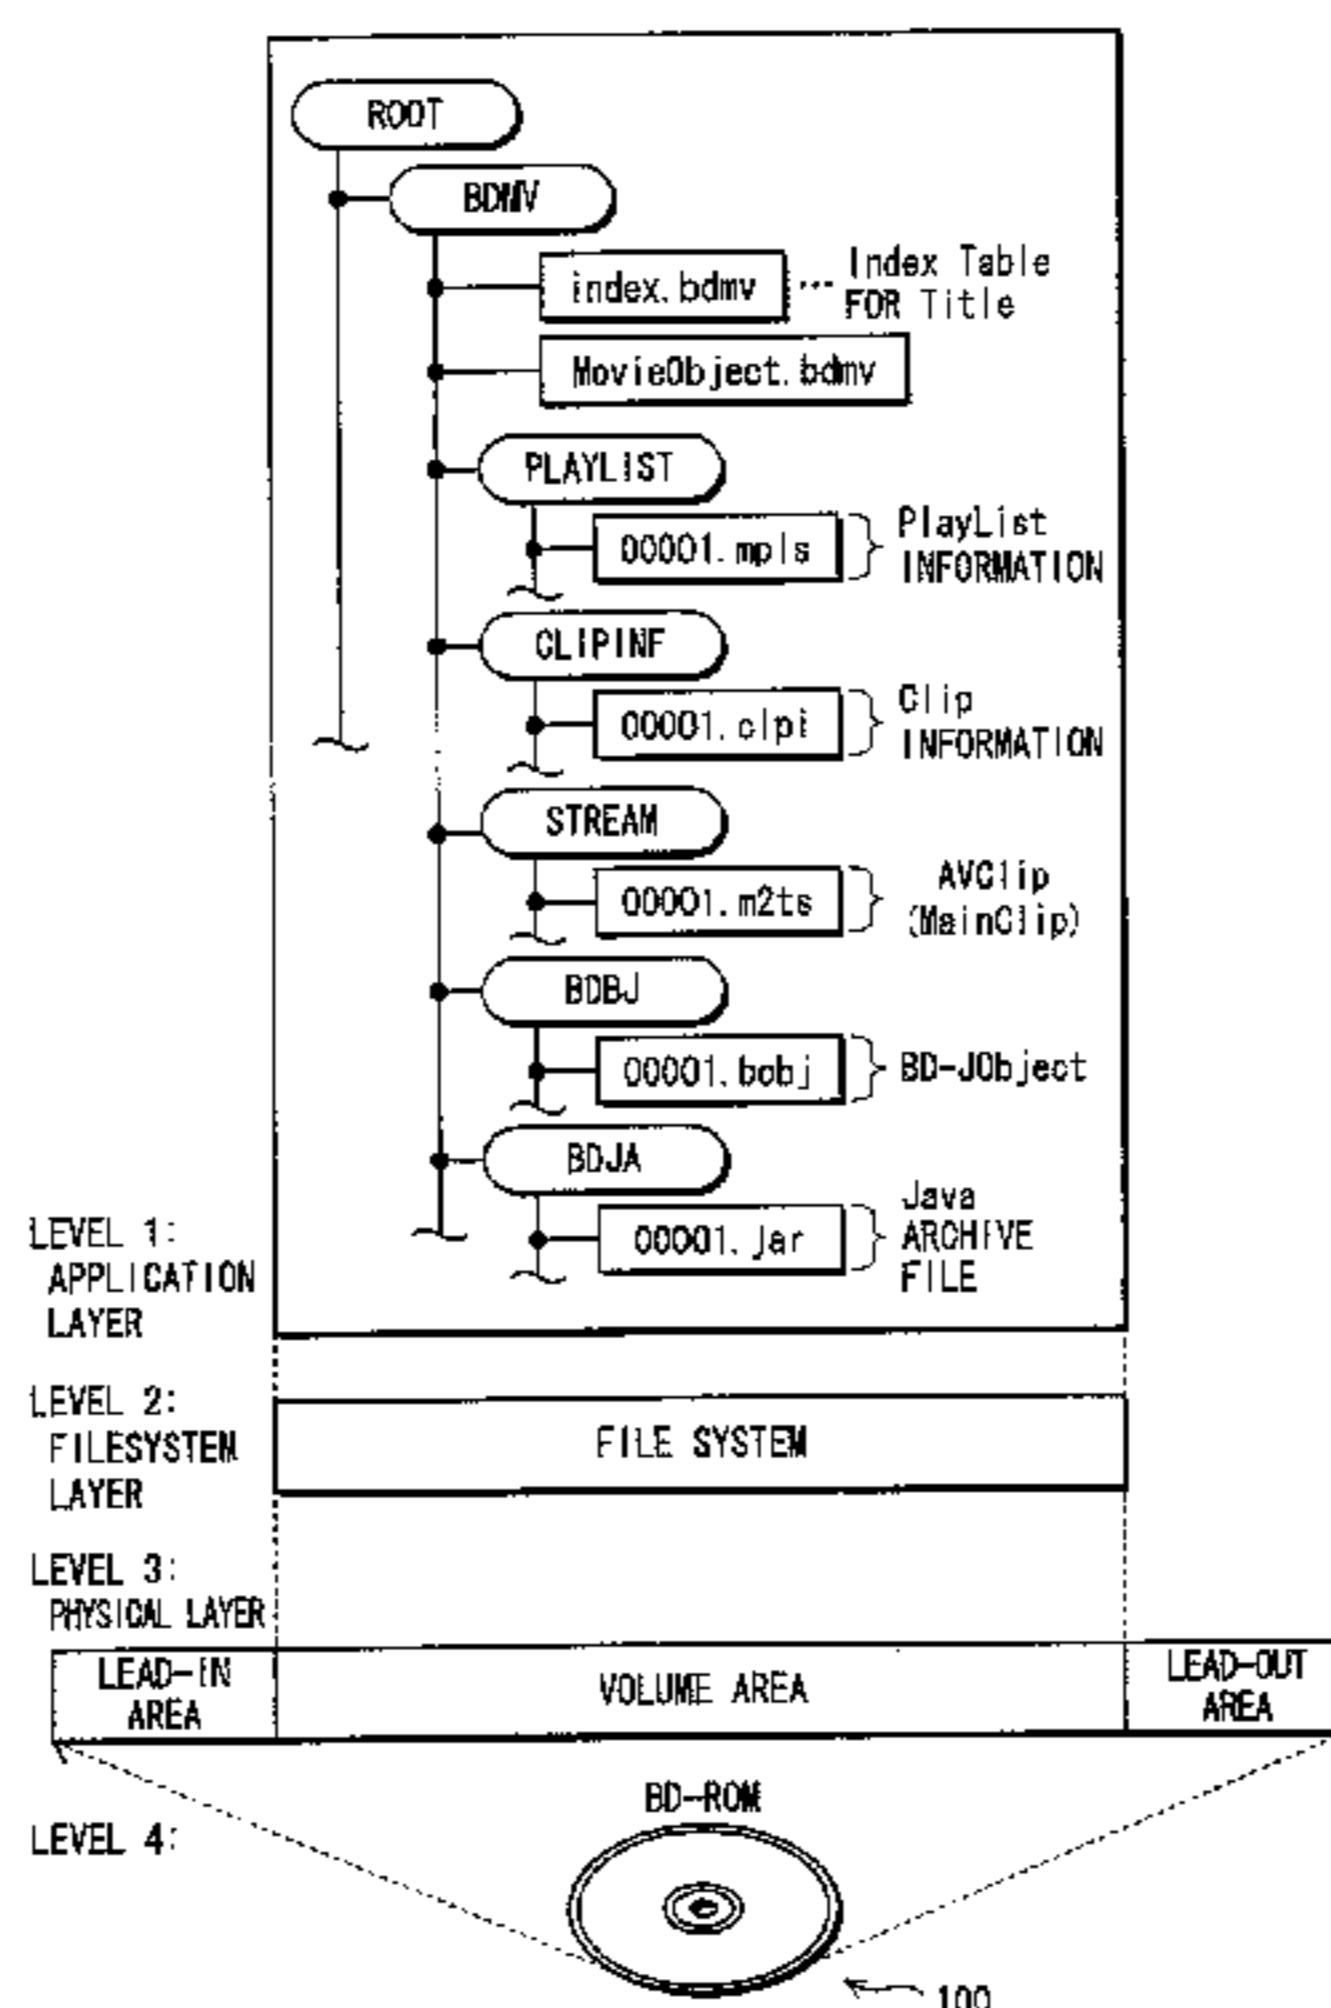 ROOT
BDMV
index.bdmv ... Index Table
FOR Title
MovieObject.bdmv
PLAYLIST
00001.mpls
PlayList
INFORMATION
CLIPINF
00001.clpi
Clip
INFORMATION
STREAM
00001.m2ts
AVClip
(MainClip)
BDBJ
00001.bobj
BD-JObject
BDJA
00001.jar
Java
ARCHIVE
FILE
LEVEL 1:
APPLICATION
LAYER
LEVEL 2:
FILESYSTEM
LAYER
FILE SYSTEM
LEVEL 3:
PHYSICAL LAYER
LEAD-IN
AREA
VOLUME AREA
LEAD-OUT
AREA
BD-ROM
LEVEL 4:
100